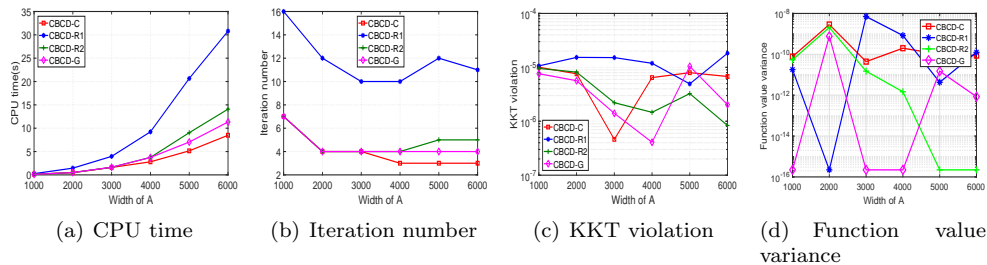 35
30
25
20
15
10
5
0
CPU time(s)
CBCD-C
CBCD-R1
CBCD-R2
CBCD-G
1000 2000 3000 4000 5000 6000
Width of A
(a) CPU time
16
14
12
10
8
6
4
2
Iteration number
CBCD-C
CBCD-R1
CBCD-R2
CBCD-G
1000 2000 3000 4000 5000 6000
Width of A
(b) Iteration number
10^-4
10^-5
10^-6
10^-7
KKT violation
CBCD-C
CBCD-R1
CBCD-R2
CBCD-G
1000 2000 3000 4000 5000 6000
Width of A
(c) KKT violation
10^-8
10^-10
10^-12
10^-14
10^-16
Function value variance
CBCD-C
CBCD-R1
CBCD-R2
CBCD-G
1000 2000 3000 4000 5000 6000
Width of A
(d) Function value
variance